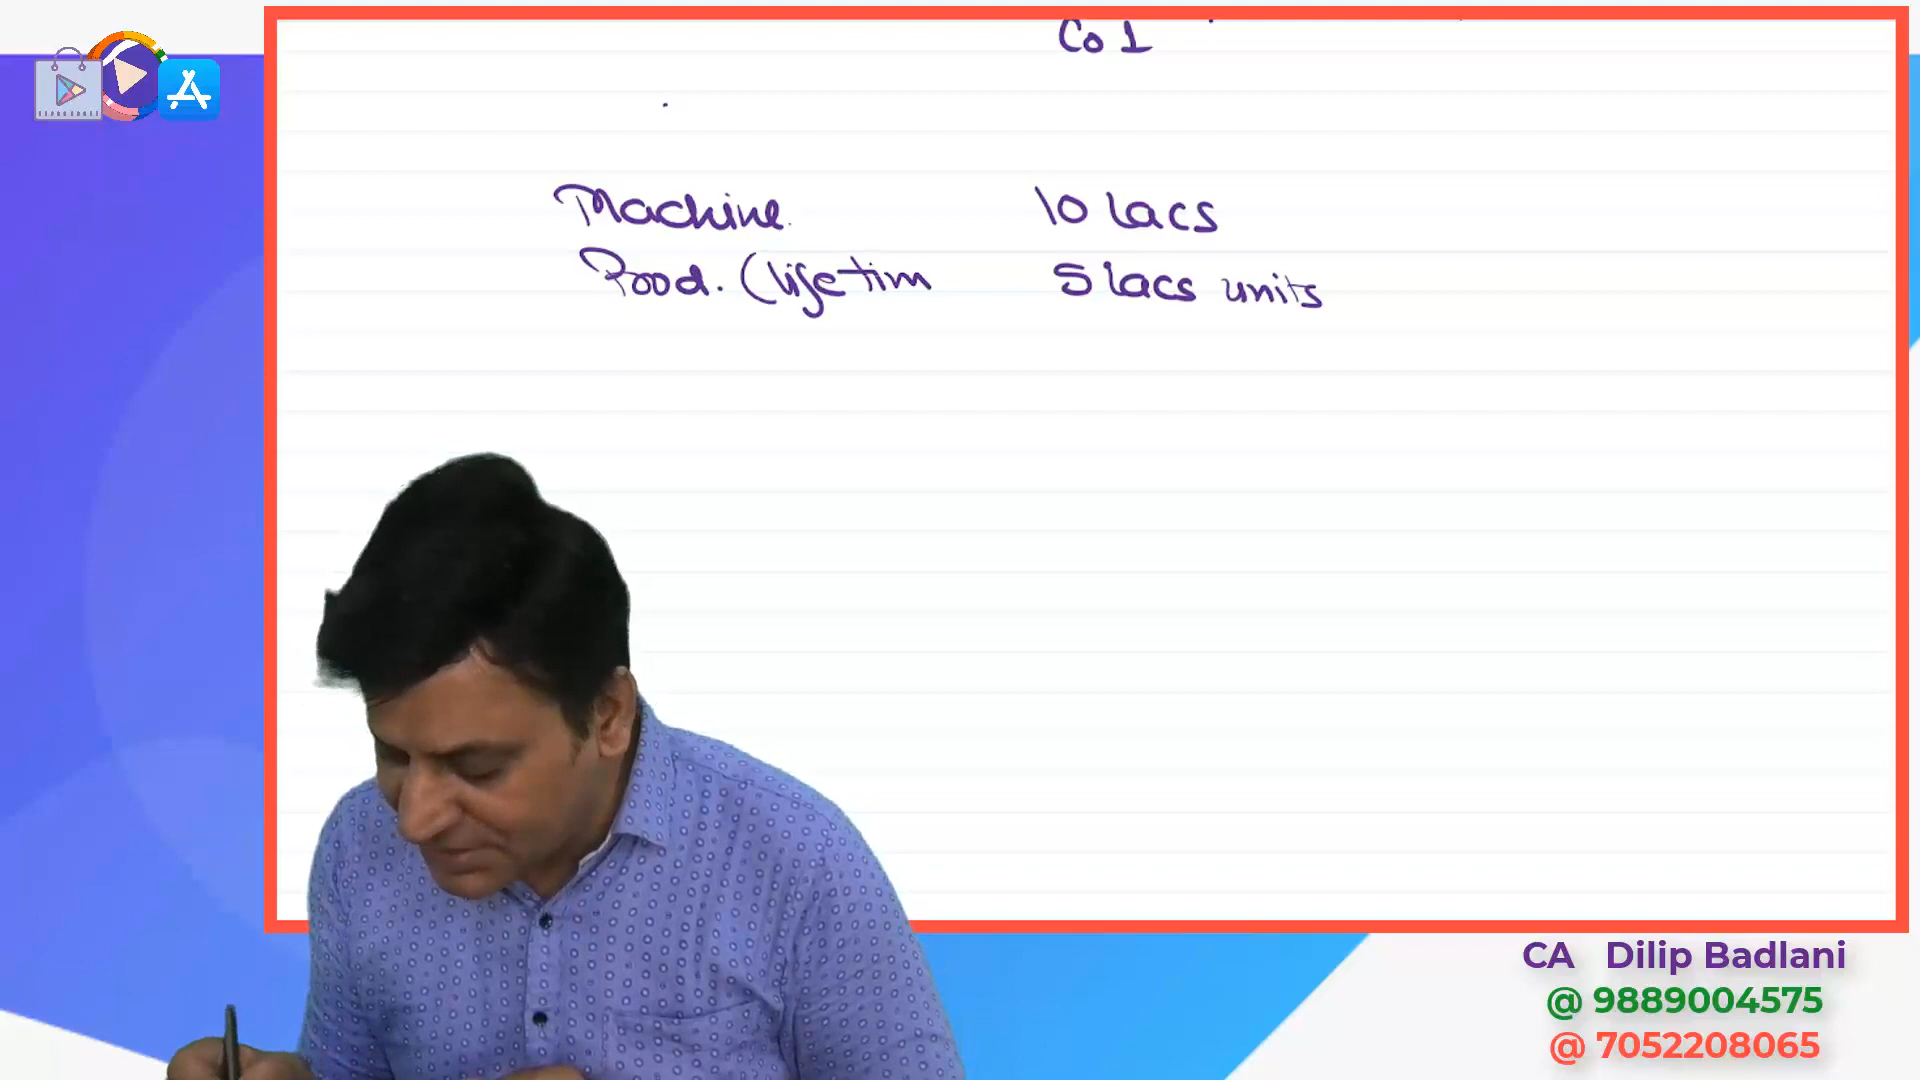 Co 1
Machine 10 lacs
Prod. (lifetim 5 lacs units
CA Dilip Badlani
@ 9889004575
@ 7052208065